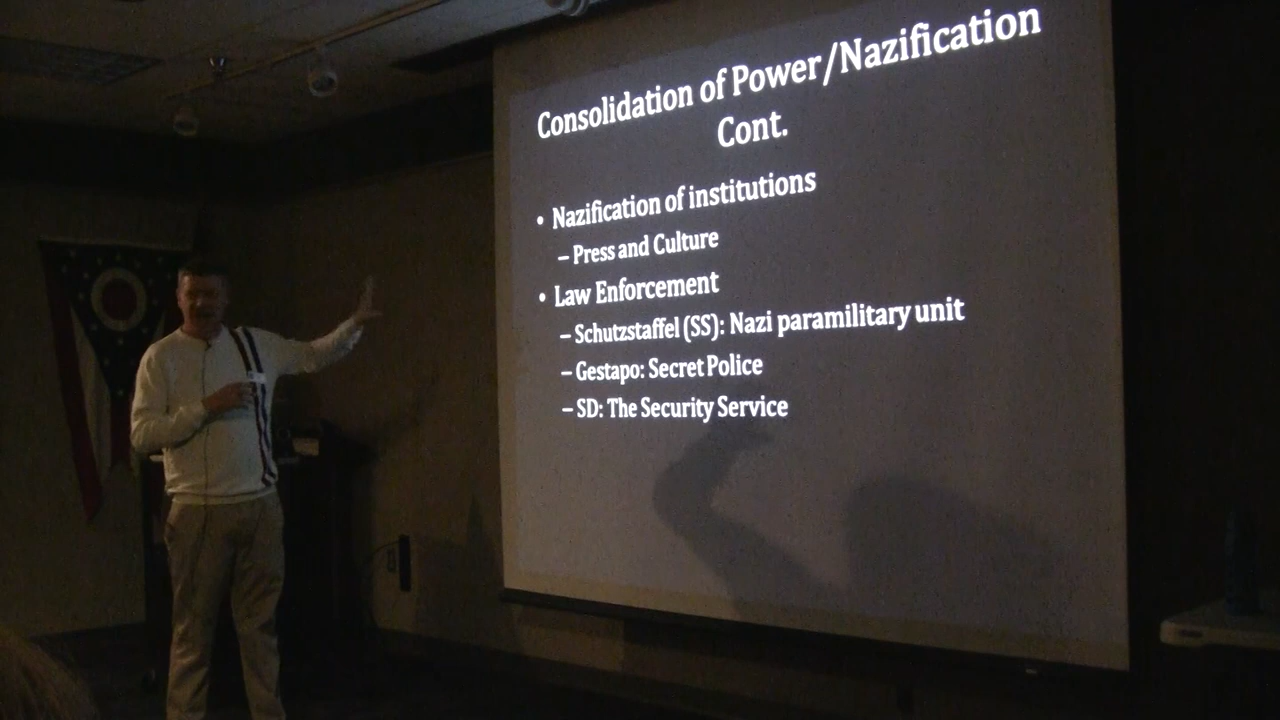 Consolidation of Power/Nazification
Cont.
• Nazification of institutions
– Press and Culture
• Law Enforcement
– Schutzstaffel (SS): Nazi paramilitary unit
– Gestapo: Secret Police
– SD: The Security Service